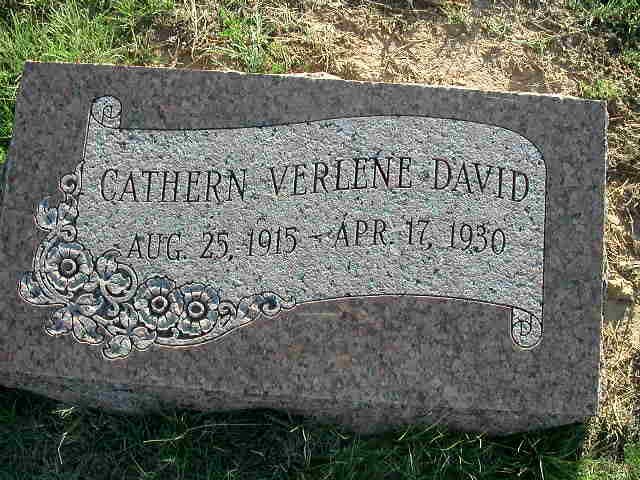 CATHERN VERLENE DAVID
AUG. 25, 1915 - APR. 17, 1930